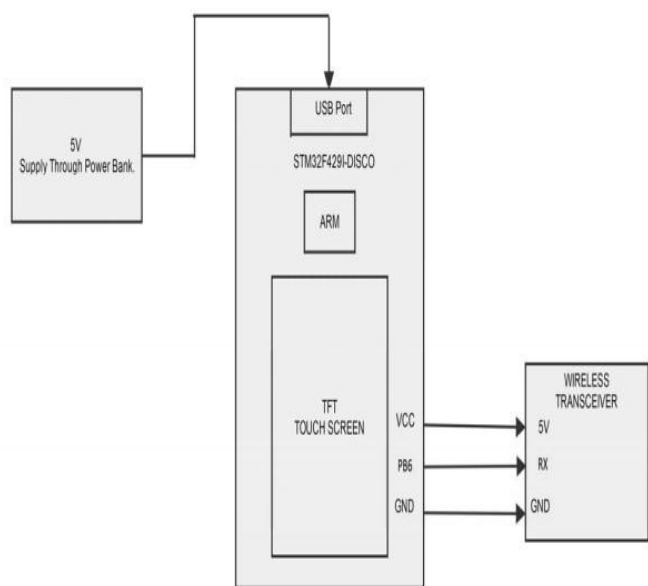 5V
Supply Through Power Bank.
USB Port
STM32F429I-DISCO
ARM
TFT
TOUCH SCREEN
VCC
PB6
GND
WIRELESS
TRANSCEIVER
5V
RX
GND